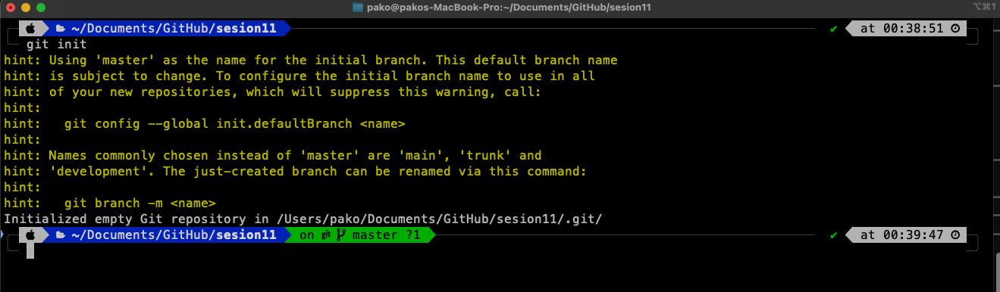 pako@pakos-MacBook-Pro:~/Documents/GitHub/sesion11 ⌥⌘1
~/Documents/GitHub/sesion11 ✔ at 00:38:51
git init
hint: Using 'master' as the name for the initial branch. This default branch name
hint: is subject to change. To configure the initial branch name to use in all
hint: of your new repositories, which will suppress this warning, call:
hint:
hint:   git config --global init.defaultBranch <name>
hint:
hint: Names commonly chosen instead of 'master' are 'main', 'trunk' and
hint: 'development'. The just-created branch can be renamed via this command:
hint:
hint:   git branch -m <name>
Initialized empty Git repository in /Users/pako/Documents/GitHub/sesion11/.git/
~/Documents/GitHub/sesion11 on git master ?1 ✔ at 00:39:47